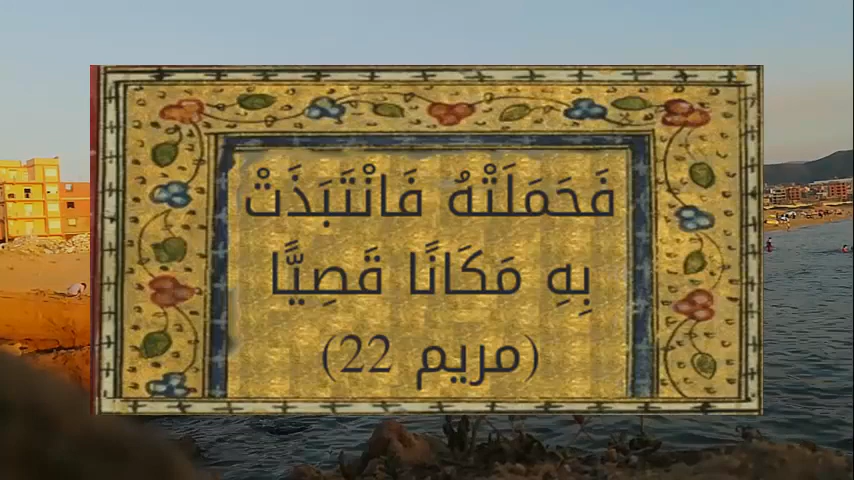 فَحَمَلَتْهُ فَانْتَبَذَتْ
بِهِ مَكَانًا قَصِيًّا
(مريم 22)